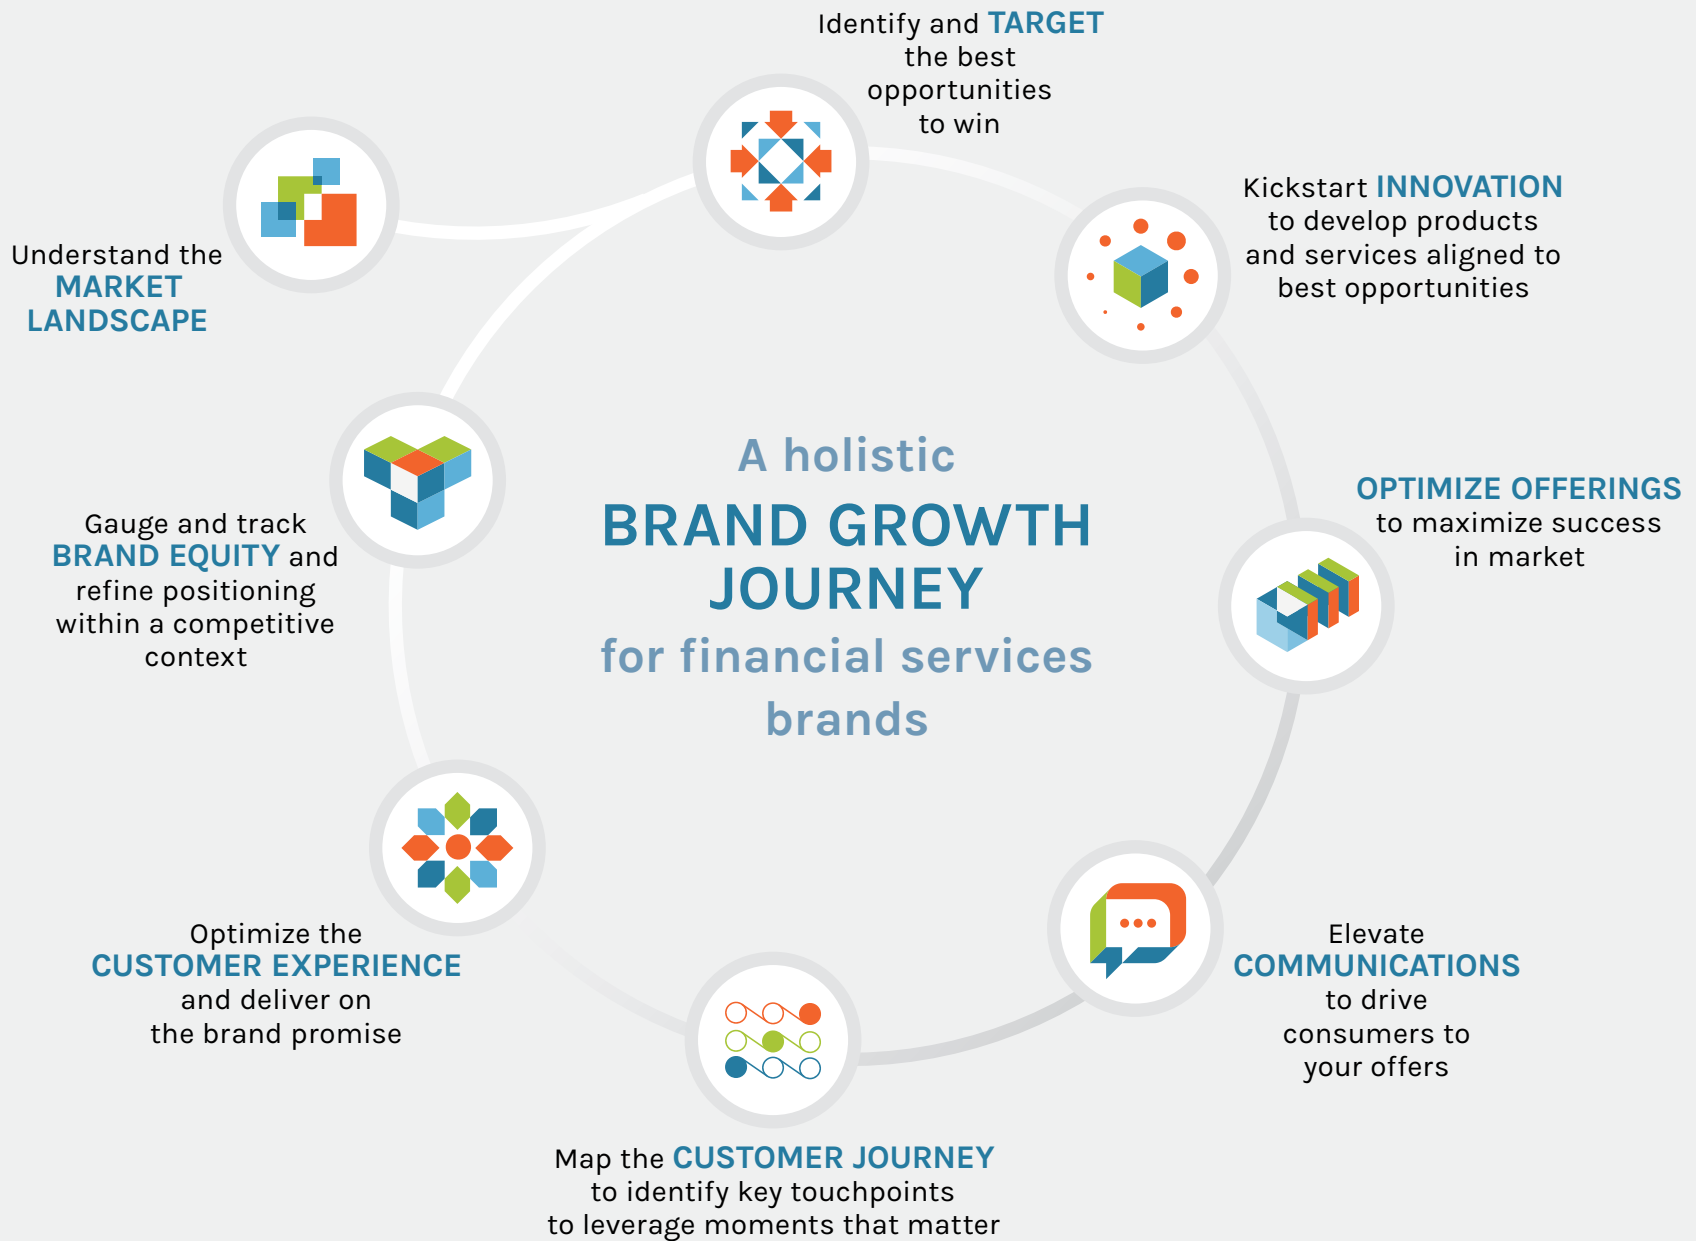 Identify and TARGET
the best
opportunities
to win
Kickstart INNOVATION
to develop products
and services aligned to
best opportunities
Understand the
MARKET
LANDSCAPE
A holistic
BRAND GROWTH
JOURNEY
for financial services
brands
OPTIMIZE OFFERINGS
to maximize success
in market
Gauge and track
BRAND EQUITY and
refine positioning
within a competitive
context
Optimize the
CUSTOMER EXPERIENCE
and deliver on
the brand promise
Elevate
COMMUNICATIONS
to drive
consumers to
your offers
Map the CUSTOMER JOURNEY
to identify key touchpoints
to leverage moments that matter